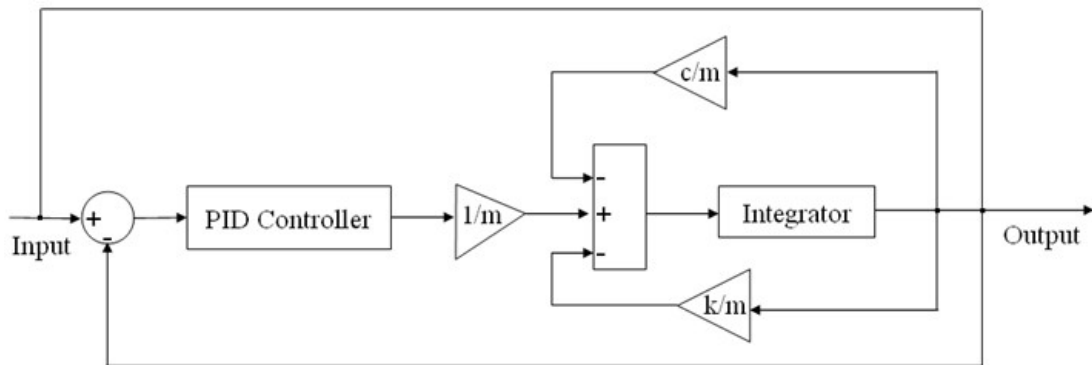 c/m
-
+
PID Controller
1/m
+
Integrator
-
Input
-
Output
k/m